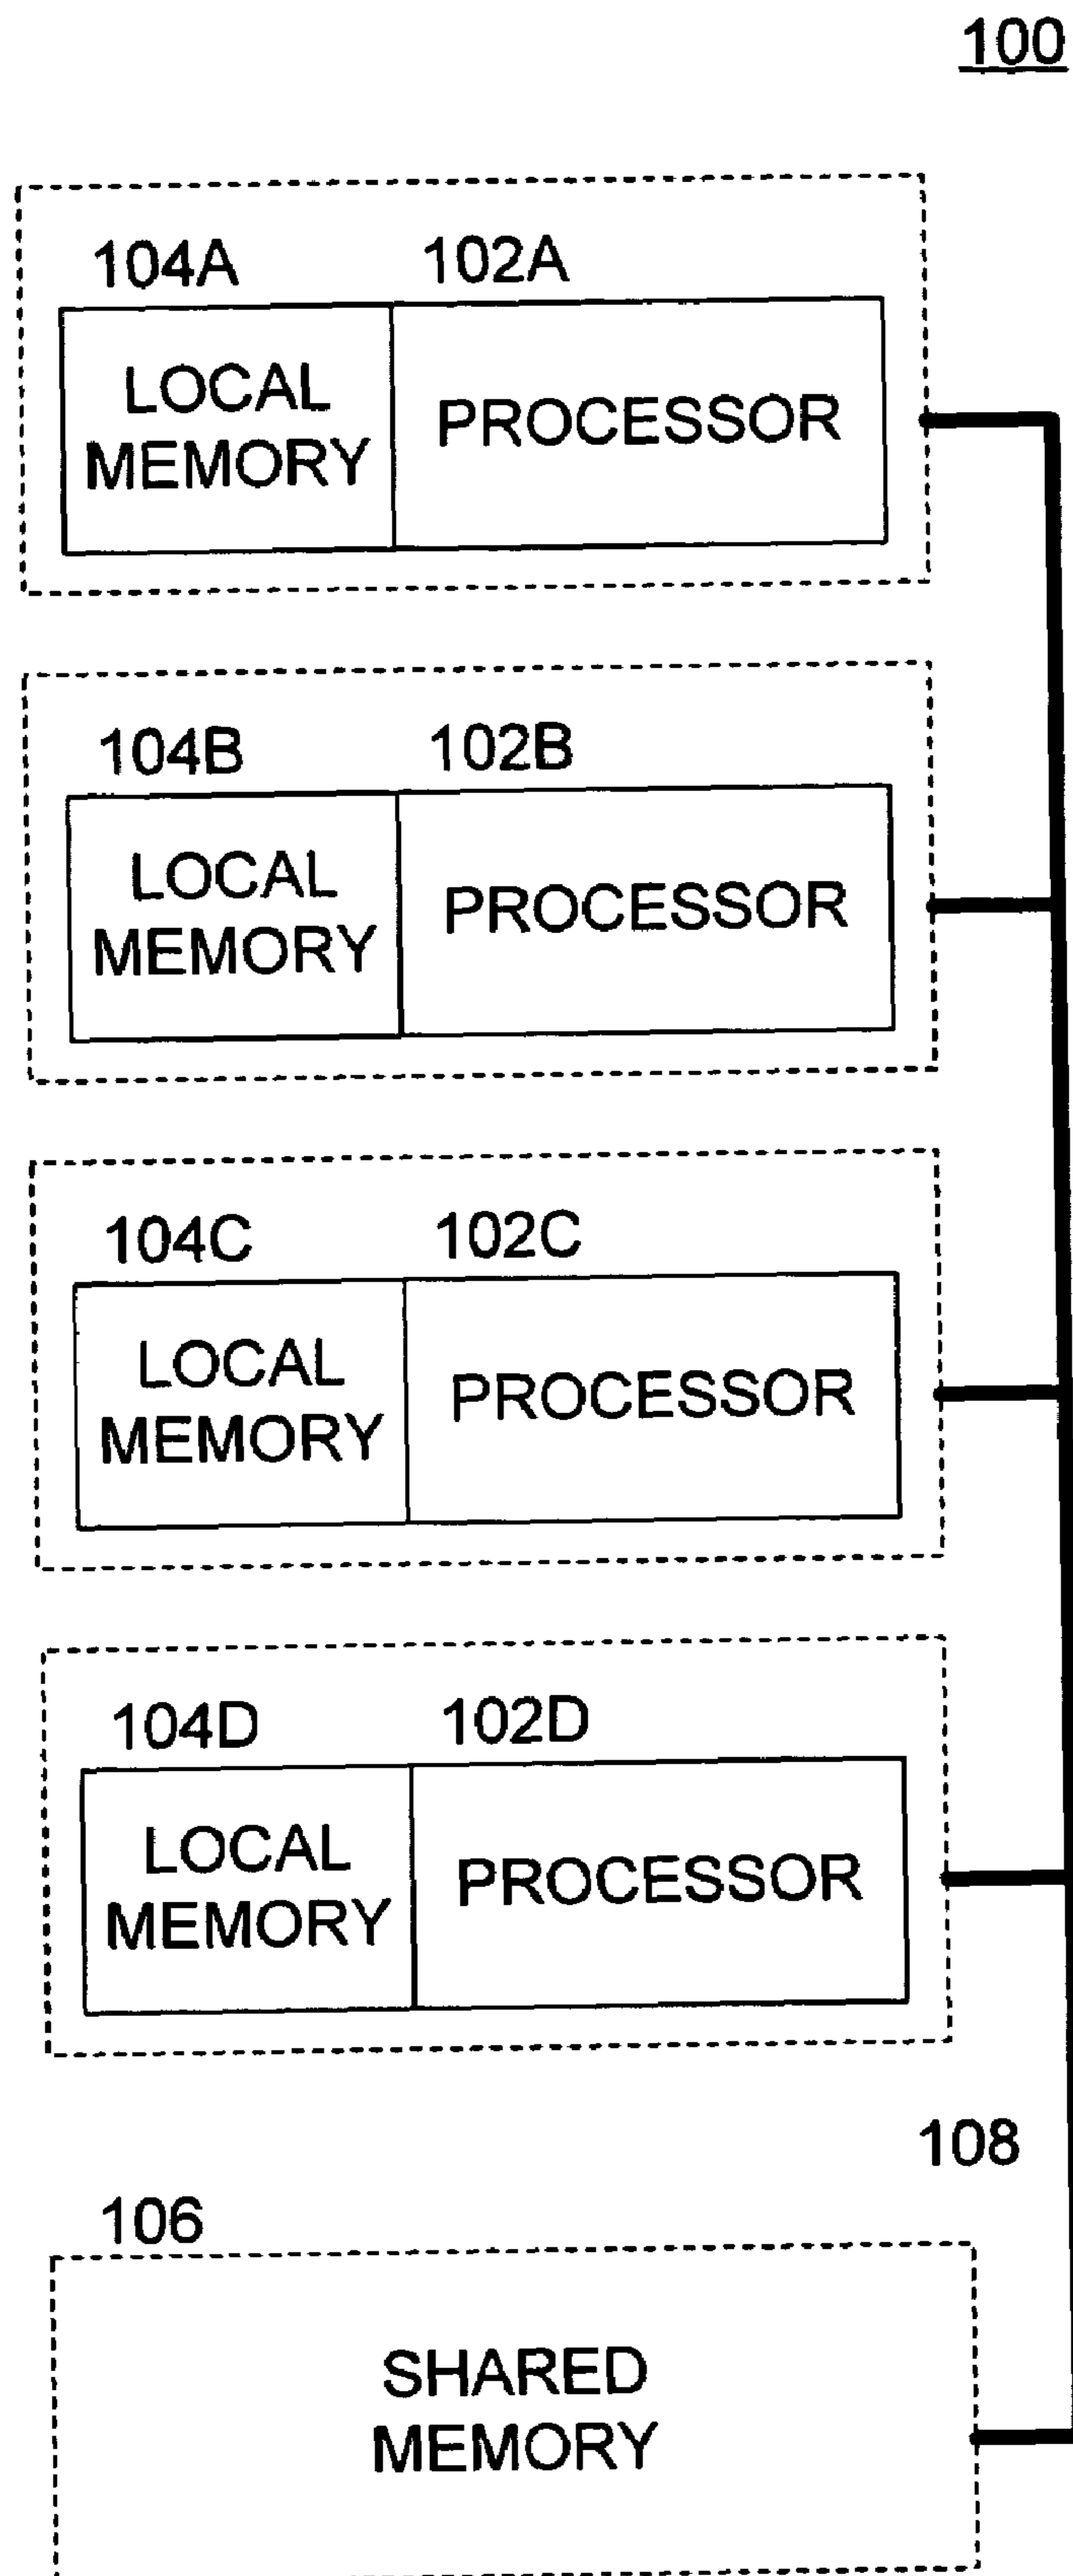 100
104A 102A
LOCAL
MEMORY
PROCESSOR
104B 102B
LOCAL
MEMORY
PROCESSOR
104C 102C
LOCAL
MEMORY
PROCESSOR
104D 102D
LOCAL
MEMORY
PROCESSOR
108
106
SHARED
MEMORY